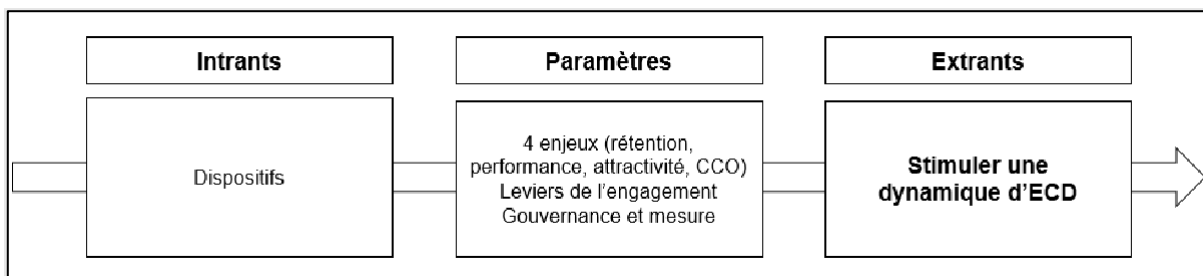 Intrants
Paramètres
Extrants
Dispositifs
4 enjeux (rétention,
performance, attractivité, CCO)
Leviers de l'engagement
Gouvernance et mesure
Stimuler une
dynamique d'ECD